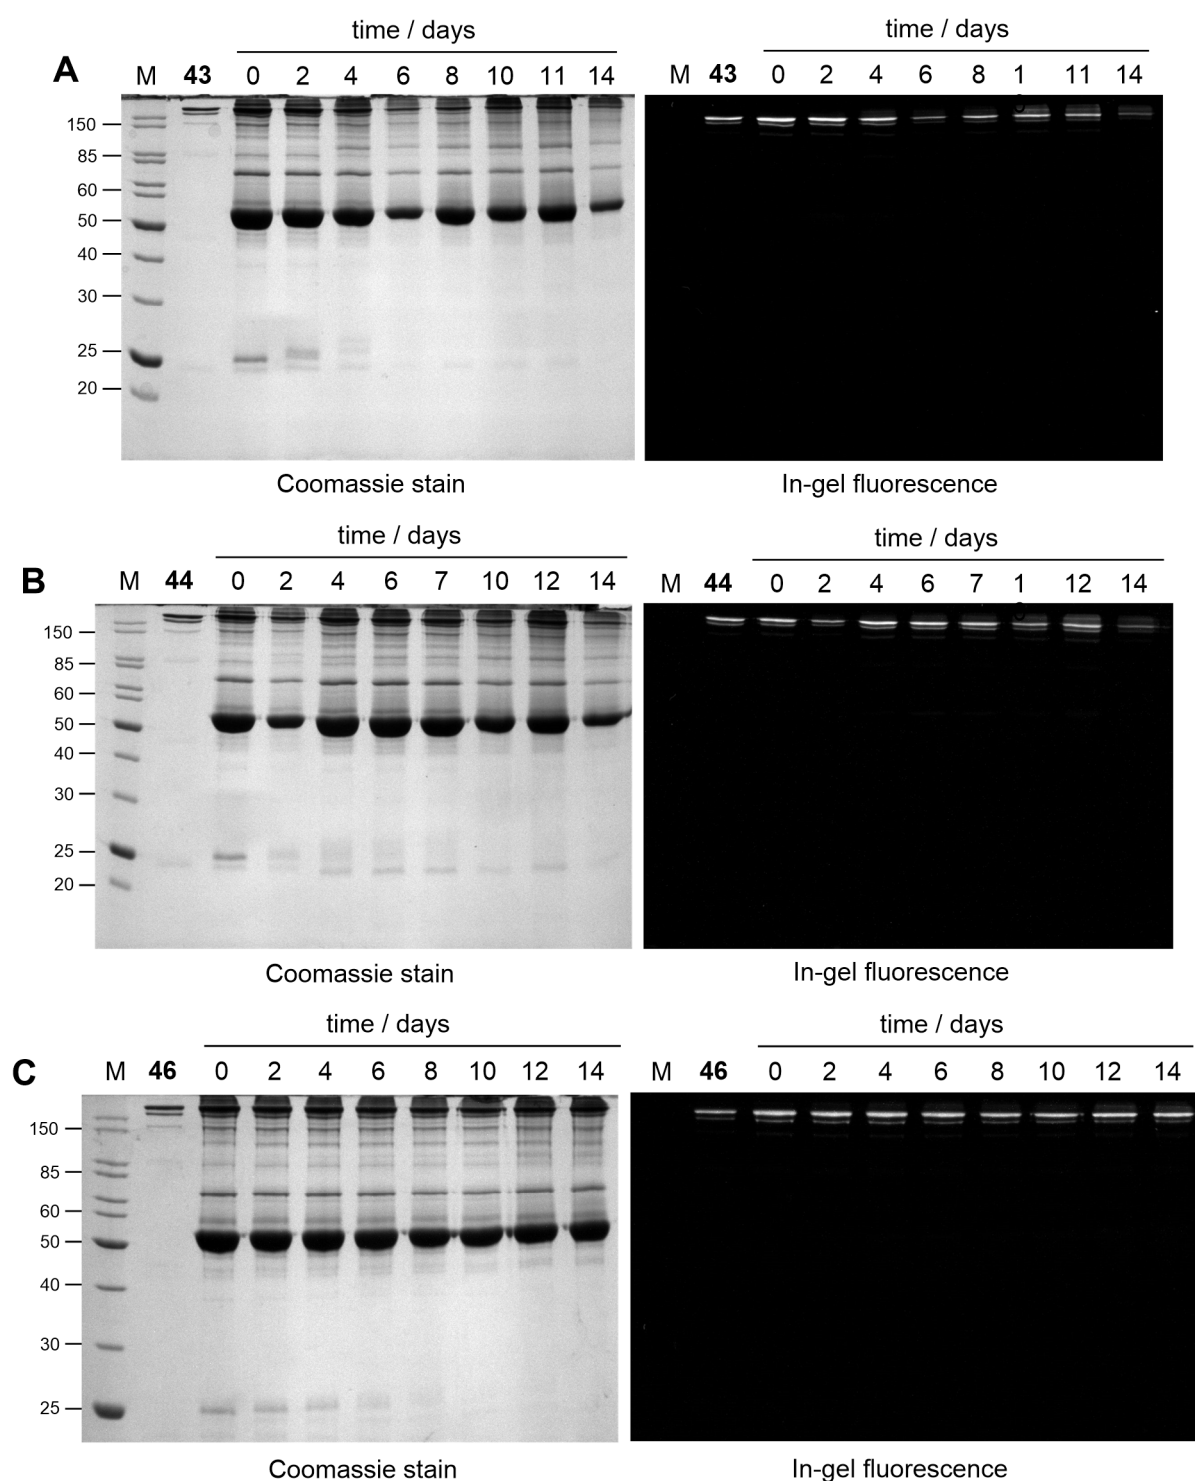 time / days
A M 43 0 2 4 6 8 10 11 14
150
85
60
50
40
30
25
20
Coomassie stain
time / days
M 43 0 2 4 6 8 1 11 14
0
In-gel fluorescence
time / days
B M 44 0 2 4 6 7 10 12 14
150
85
60
50
40
30
25
20
Coomassie stain
time / days
M 44 0 2 4 6 7 1 12 14
0
In-gel fluorescence
time / days
C M 46 0 2 4 6 8 10 12 14
150
85
60
50
40
30
25
Coomassie stain
time / days
M 46 0 2 4 6 8 10 12 14
In-gel fluorescence